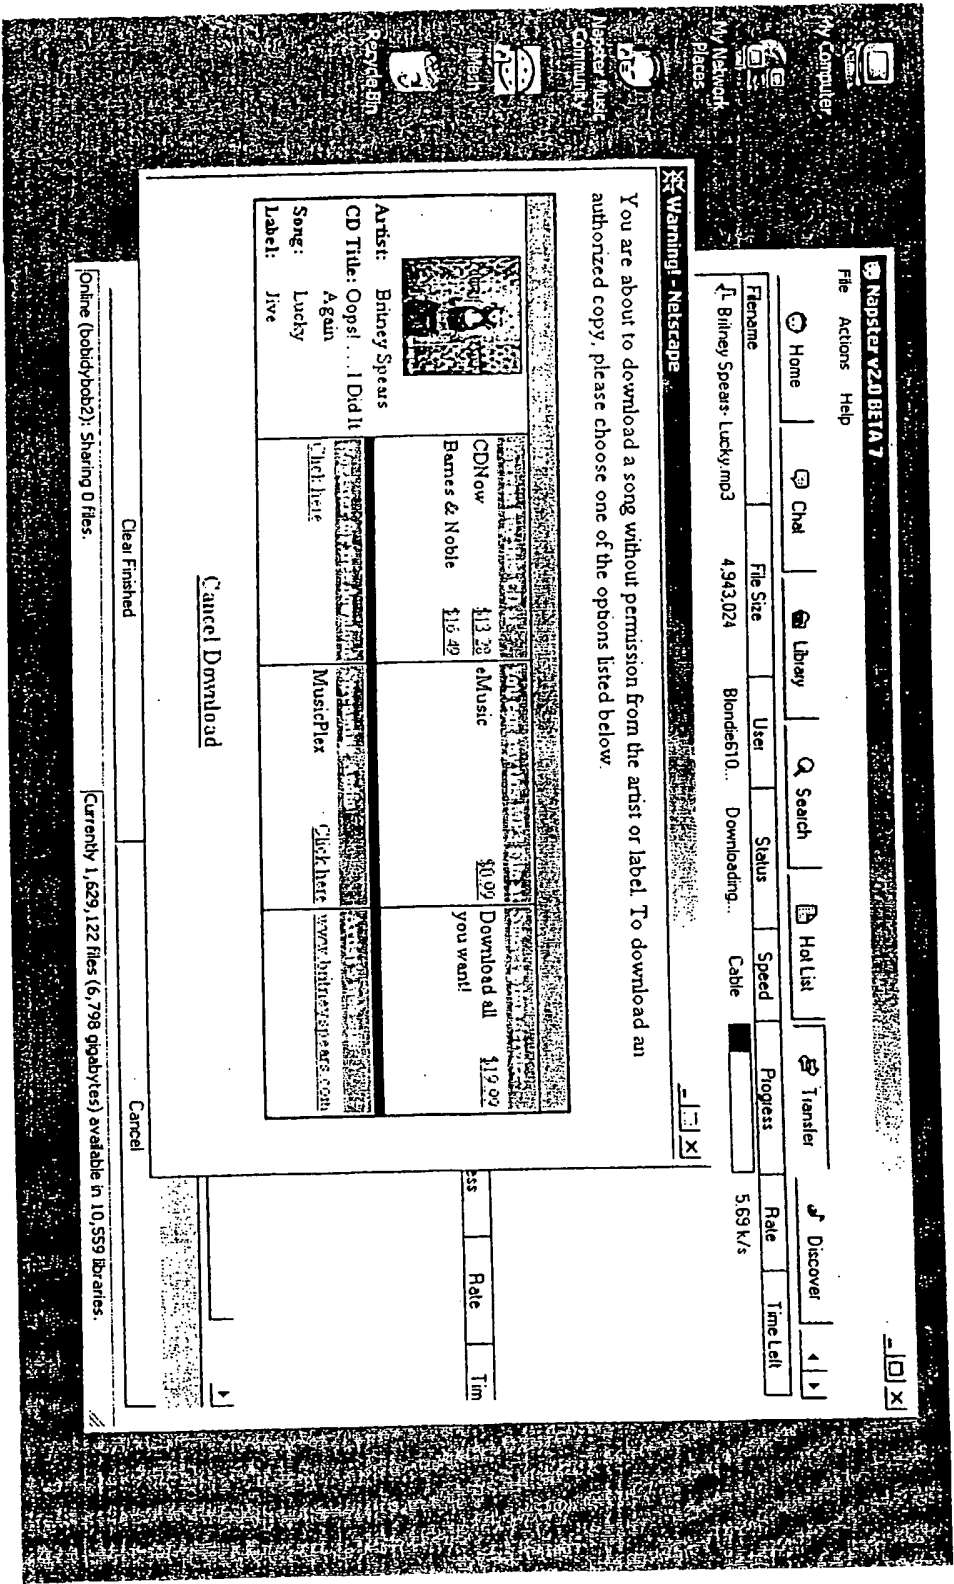 My Computer
My Network
Places
Napster Music
Community
Recycle Bin
Napster v2.0 BETA 7
File Actions Help
Home Chat Library Search Hot List Transfer Discover
Filename File Size User Status Speed Progress Rate Time Left
Britney Spears- Lucky.mp3 4,943,024 Blondie610... Downloading... Cable 5.69 k/s
Warning! - Netscape
You are about to download a song without permission from the artist or label. To download an
authorized copy, please choose one of the options listed below.
Artist: Britney Spears
CD Title: Oops!...I Did It
Again
Song: Lucky
Label: Jive
CDNow
Barnes & Noble $16.49
eMusic $0.99
Download all $19.99
you want!!
Click here
MusicPlex Click here
www.britneyspears.com
Cancel Download
ess Rate Tim
Clear Finished Cancel
Online (bobidybob2): Sharing 0 files.
Currently 1,629,122 files (6,798 gigabytes) available in 10,559 libraries.